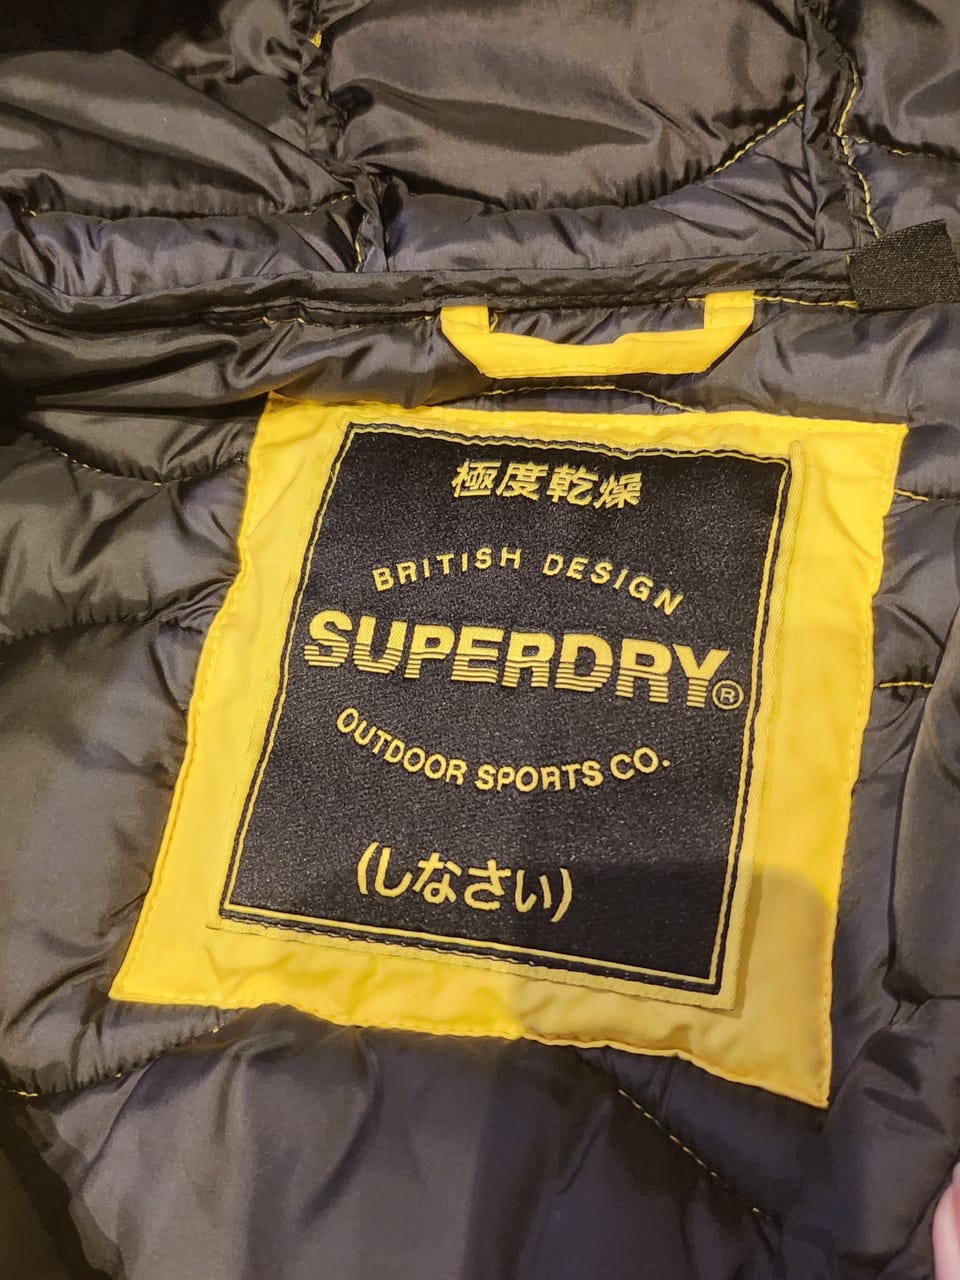 極度乾燥
BRITISH DESIGN
SUPERDRY®
OUTDOOR SPORTS CO.
(しなさい)